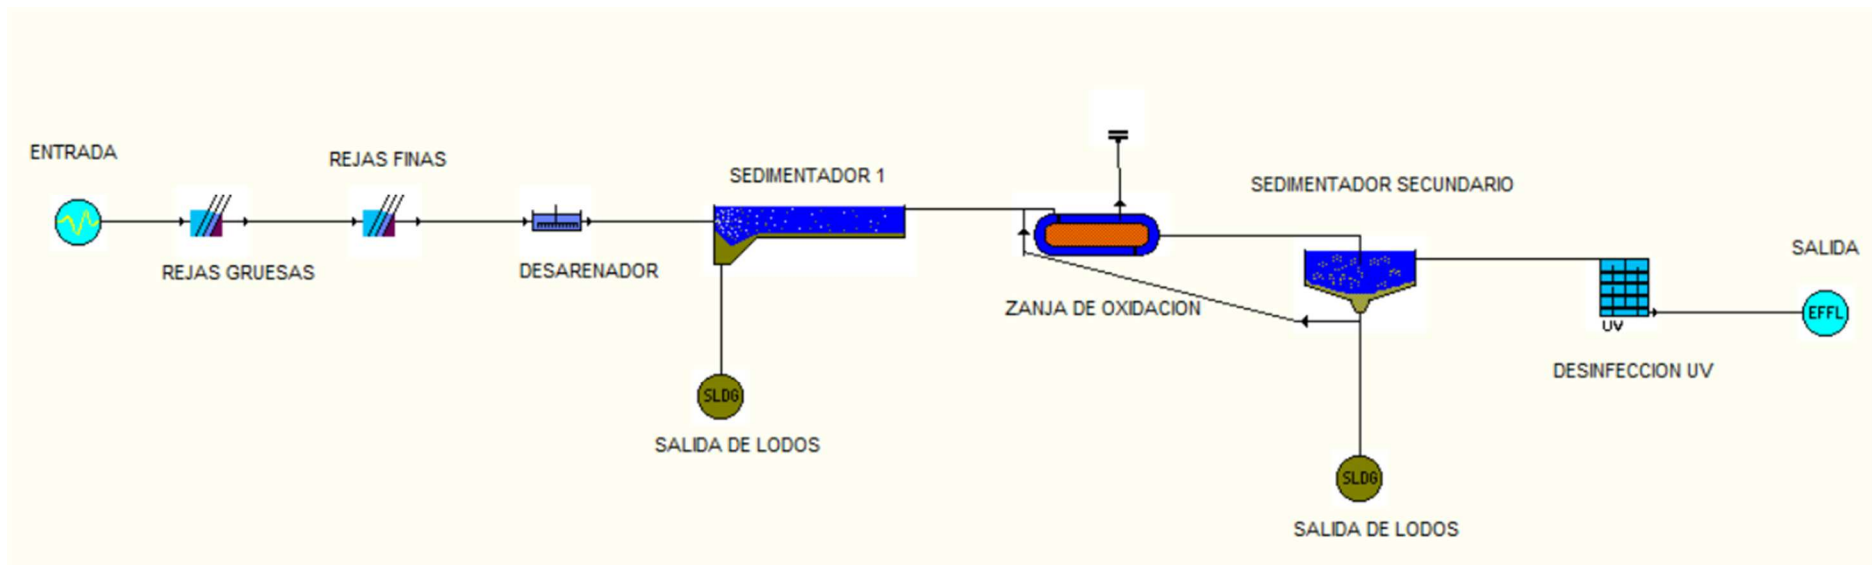 ENTRADA
REJAS GRUESAS
REJAS FINAS
DESARENADOR
SEDIMENTADOR 1
SLDG
SALIDA DE LODOS
ZANJA DE OXIDACION
SEDIMENTADOR SECUNDARIO
SLDG
SALIDA DE LODOS
UV
DESINFECCION UV
SALIDA
EFFL